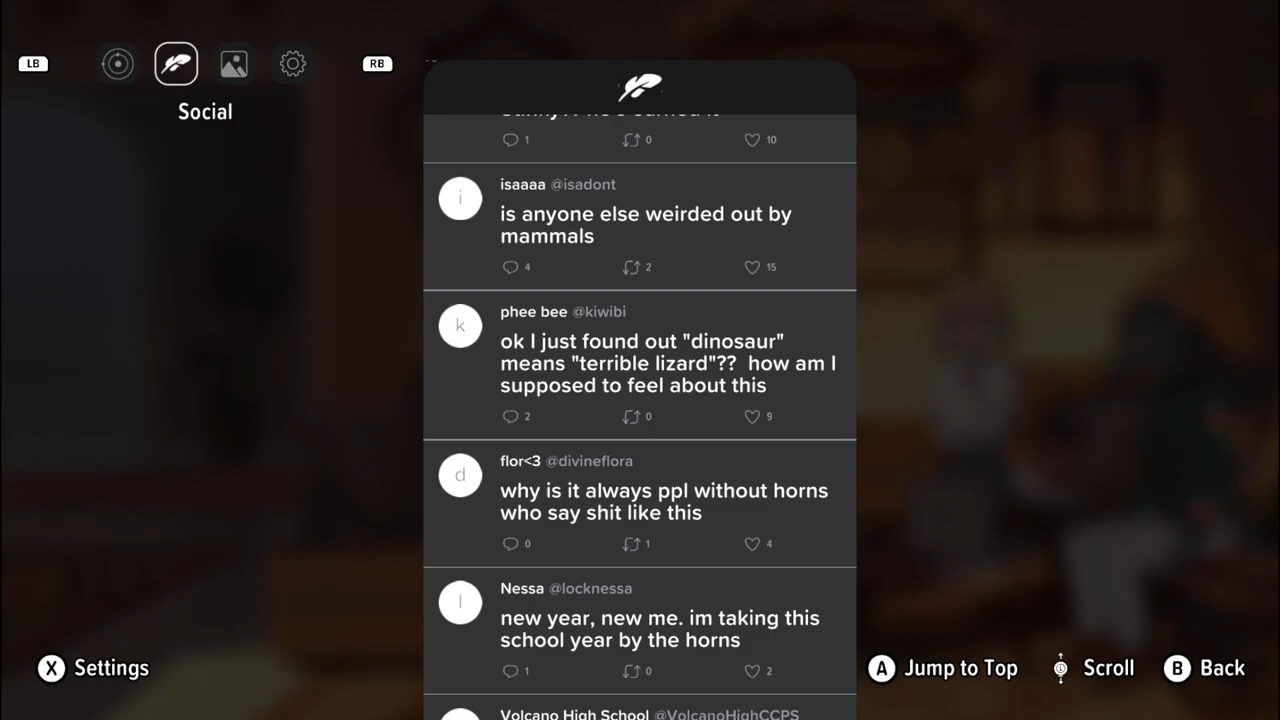 LB
RB
Social
1 0 10
isaaaa @isadont
is anyone else weirded out by
mammals
4 2 15
k
phee bee @kiwibi
ok I just found out "dinosaur"
means "terrible lizard"?? how am I
supposed to feel about this
2 0 9
d
flor<3 @divineflora
why is it always ppl without horns
who say shit like this
0 1 4
l
Nessa @locknessa
new year, new me. im taking this
school year by the horns
1 0 2
Volcano High School @VolcanoHighCCPS
X Settings
A Jump to Top
Scroll
B Back